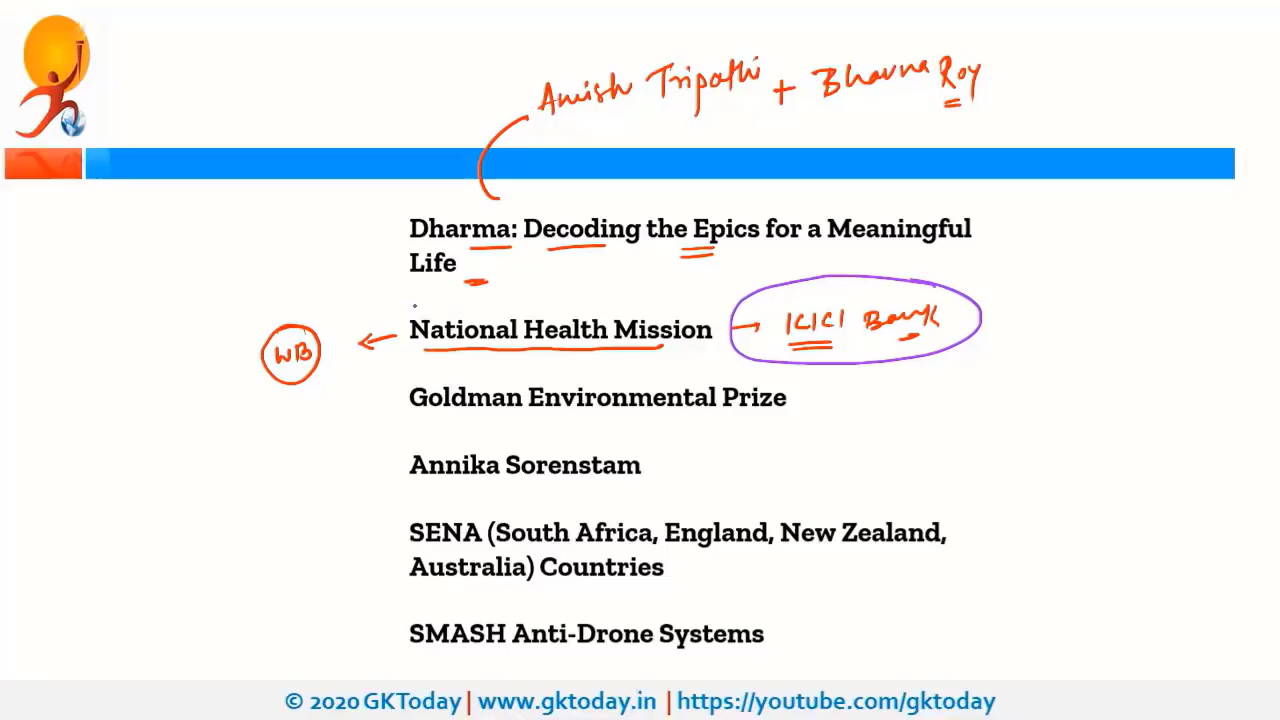 Amish Tripathi + Bhavna Roy
Dharma: Decoding the Epics for a Meaningful
Life
National Health Mission
ICICI Bank
WB
Goldman Environmental Prize
Annika Sorenstam
SENA (South Africa, England, New Zealand,
Australia) Countries
SMASH Anti-Drone Systems
© 2020 GKToday | www.gktoday.in | https://youtube.com/gktoday